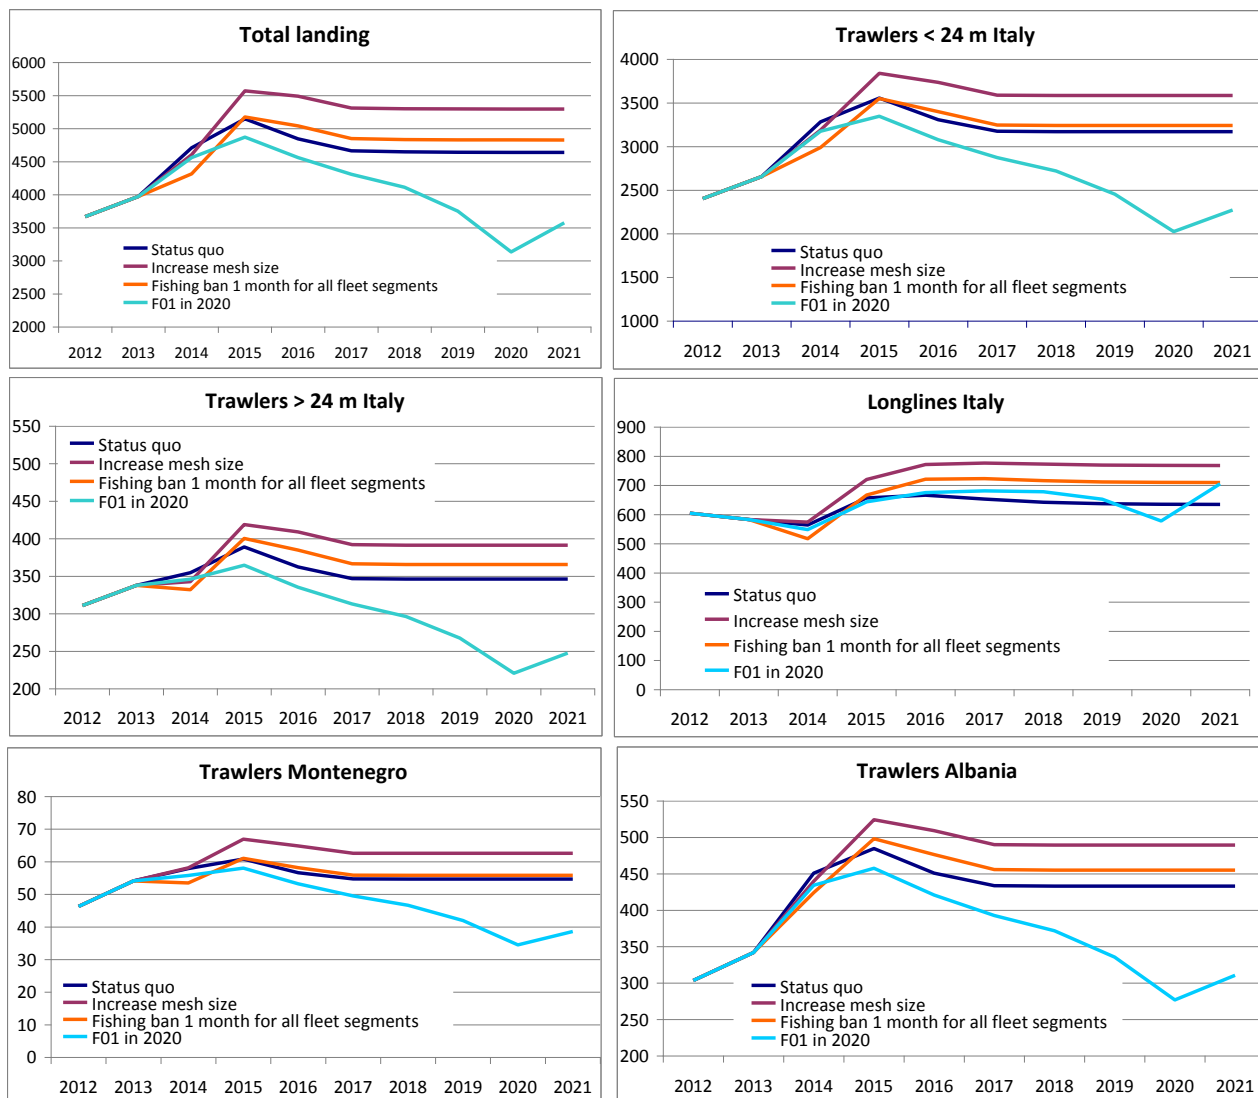 Total landing
6000
5500
5000
4500
4000
3500
3000
2500
2000
Status quo
Increase mesh size
Fishing ban 1 month for all fleet segments
F01 in 2020
2012 2013 2014 2015 2016 2017 2018 2019 2020 2021
Trawlers < 24 m Italy
4000
3500
3000
2500
2000
1500
1000
Status quo
Increase mesh size
Fishing ban 1 month for all fleet segments
F01 in 2020
2012 2013 2014 2015 2016 2017 2018 2019 2020 2021
Trawlers > 24 m Italy
550
500
450
400
350
300
250
200
Status quo
Increase mesh size
Fishing ban 1 month for all fleet segments
F01 in 2020
2012 2013 2014 2015 2016 2017 2018 2019 2020 2021
Longlines Italy
900
800
700
600
500
400
300
200
100
0
Status quo
Increase mesh size
Fishing ban 1 month for all fleet segments
F01 in 2020
2012 2013 2014 2015 2016 2017 2018 2019 2020 2021
Trawlers Montenegro
80
70
60
50
40
30
20
10
0
Status quo
Increase mesh size
Fishing ban 1 month for all fleet segments
F01 in 2020
2012 2013 2014 2015 2016 2017 2018 2019 2020 2021
Trawlers Albania
550
500
450
400
350
300
250
200
Status quo
Increase mesh size
Fishing ban 1 month for all fleet segments
F01 in 2020
2012 2013 2014 2015 2016 2017 2018 2019 2020 2021